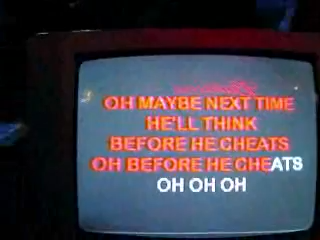 OH MAYBE NEXT TIME
HE'LL THINK
BEFORE HE CHEATS
OH BEFORE HE CHEATS
OH OH OH